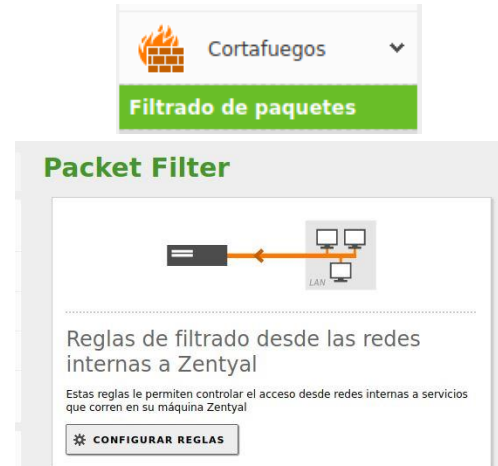 Cortafuegos
Filtrado de paquetes
Packet Filter
LAN
Reglas de filtrado desde las redes
internas a Zentyal
Estas reglas le permiten controlar el acceso desde redes internas a servicios
que corren en su máquina Zentyal
CONFIGURAR REGLAS